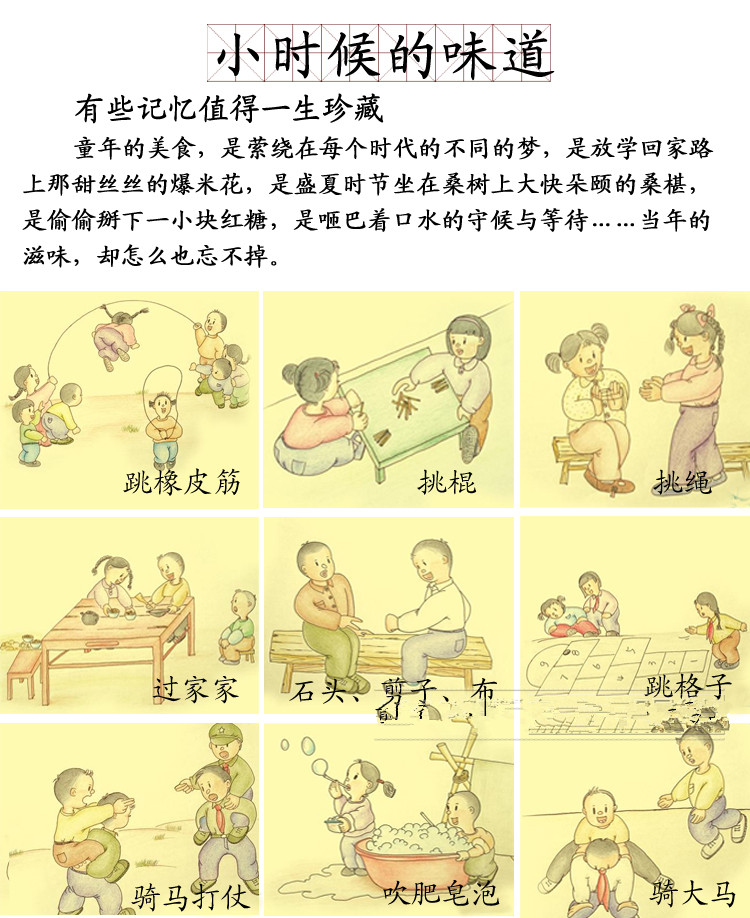 小时候的味道
有些记忆值得一生珍藏
童年的美食，是萦绕在每个时代的不同的梦，是放学回家路
上那甜丝丝的爆米花，是盛夏时节坐在桑树上大快朵颐的桑椹，
是偷偷掰下一小块红糖，是咂巴着口水的守候与等待……当年的
滋味，却怎么也忘不掉。
跳橡皮筋
挑棍
挑绳
过家家
石头、剪子、布
跳格子
骑马打仗
吹肥皂泡
骑大马